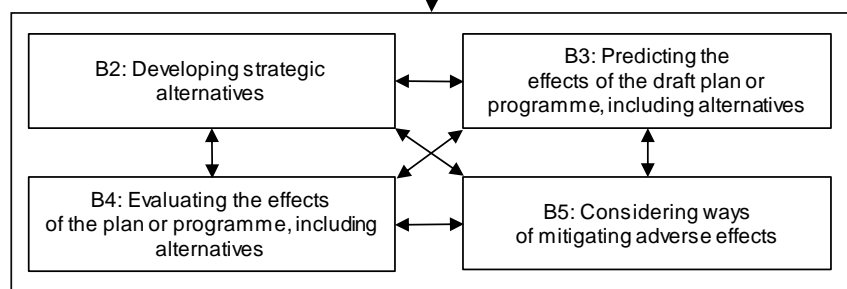 B2: Developing strategic
alternatives
B3: Predicting the
effects of the draft plan or
programme, including alternatives
B4: Evaluating the effects
of the plan or programme, including
alternatives
B5: Considering ways
of mitigating adverse effects